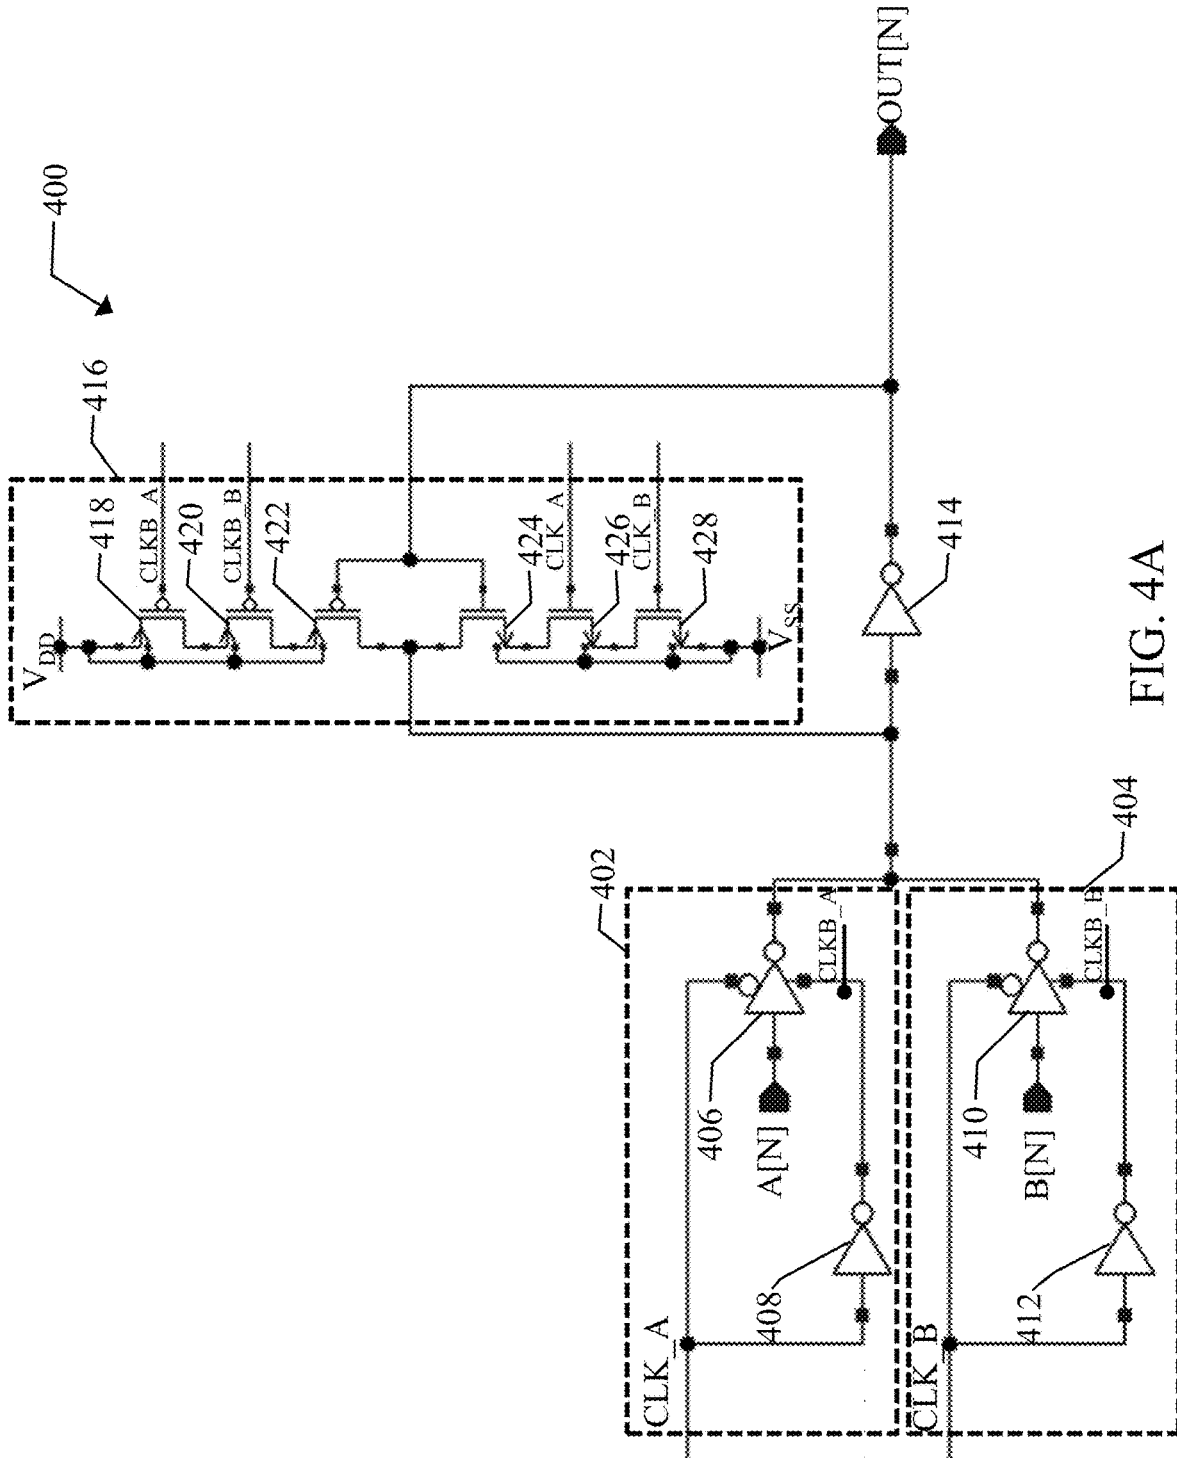 400
416
V_DD
418
CLKB_A
420
CLKB_B
422
424
CLK_A
426
CLK_B
428
V_SS
OUT[N]
414
402
CLK_A
406
A[N]
408
CLKB_A
404
CLK_B
410
B[N]
412
CLKB_B
FIG. 4A